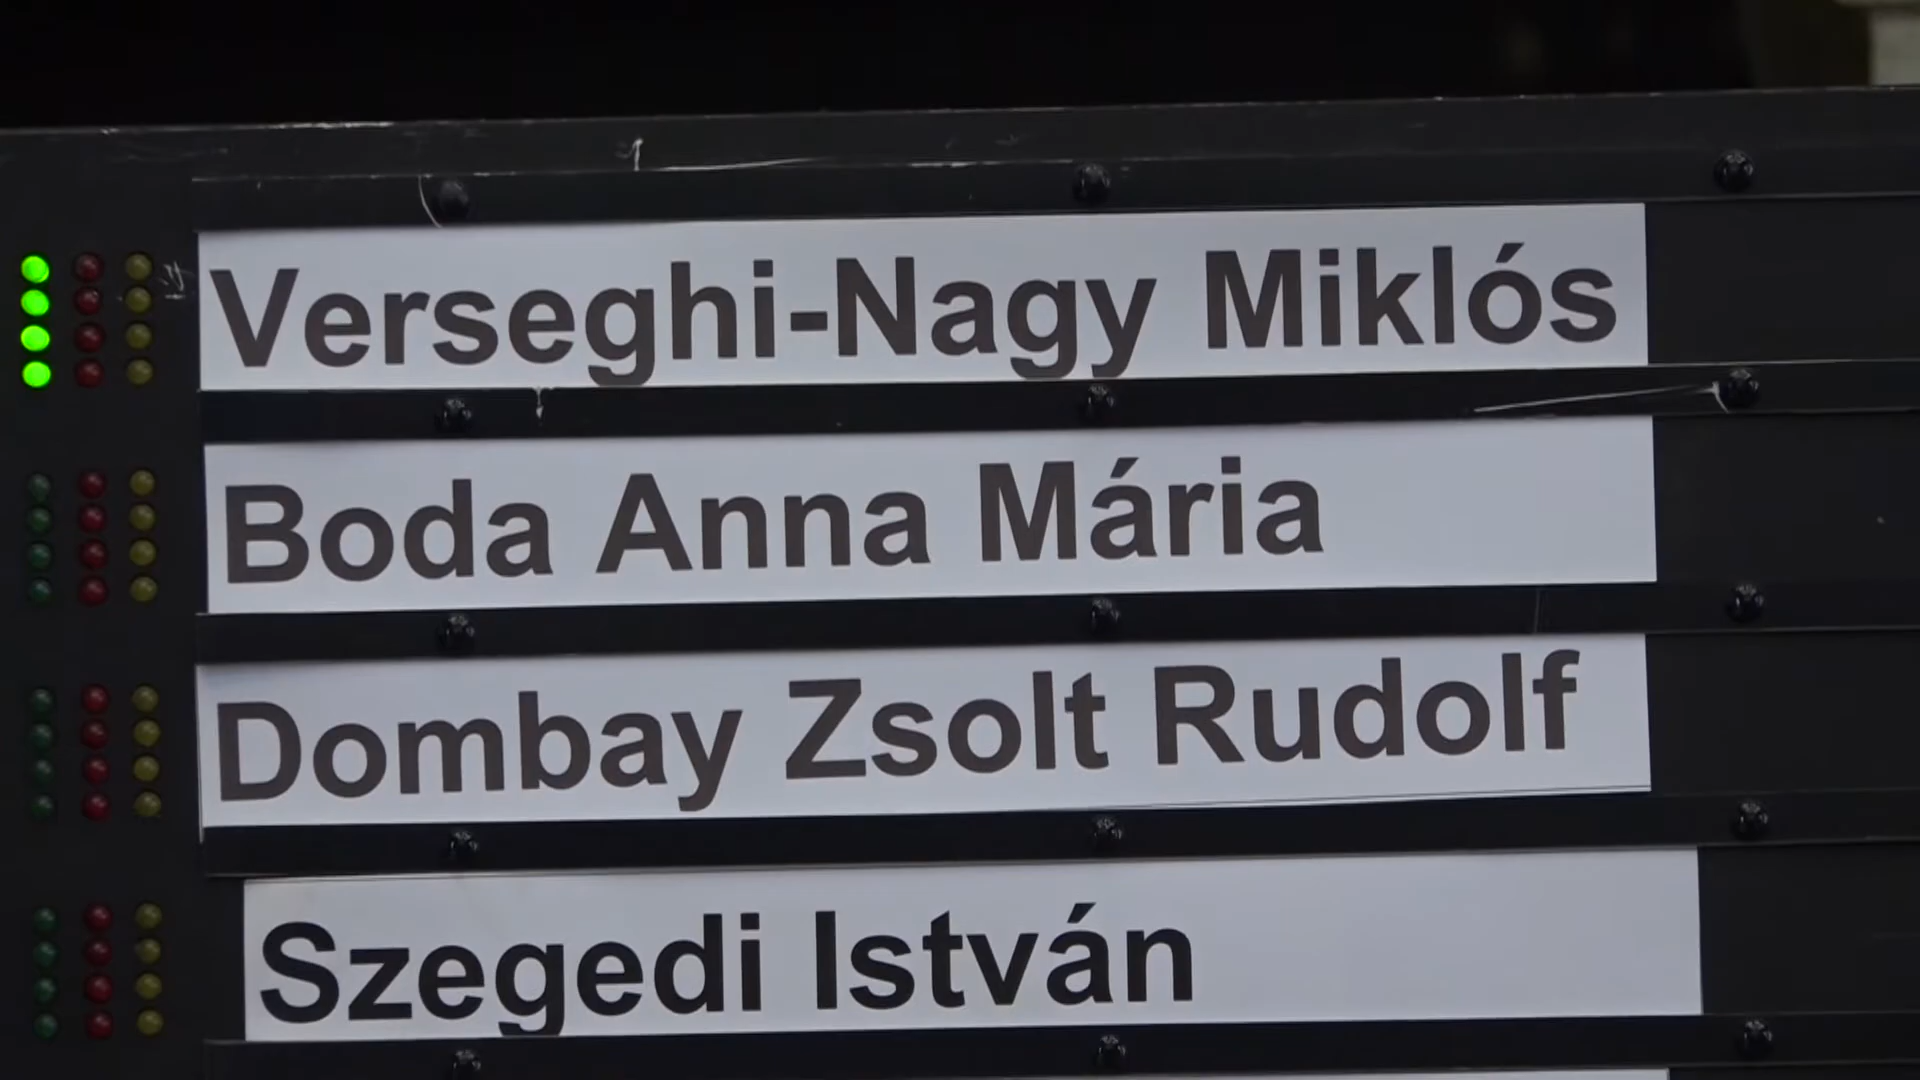 Verseghi-Nagy Miklós
Boda Anna Mária
Dombay Zsolt Rudolf
Szegedi István